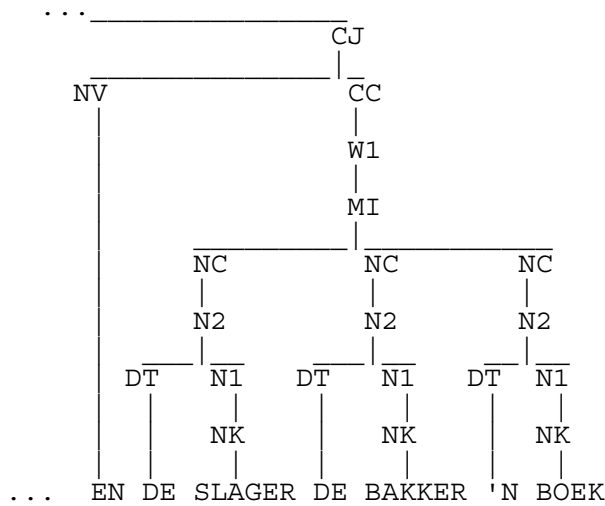 ...
CJ
NV CC
W1
MI
NC NC NC
N2 N2 N2
DT N1 DT N1 DT N1
NK NK NK
... EN DE SLAGER DE BAKKER 'N BOEK